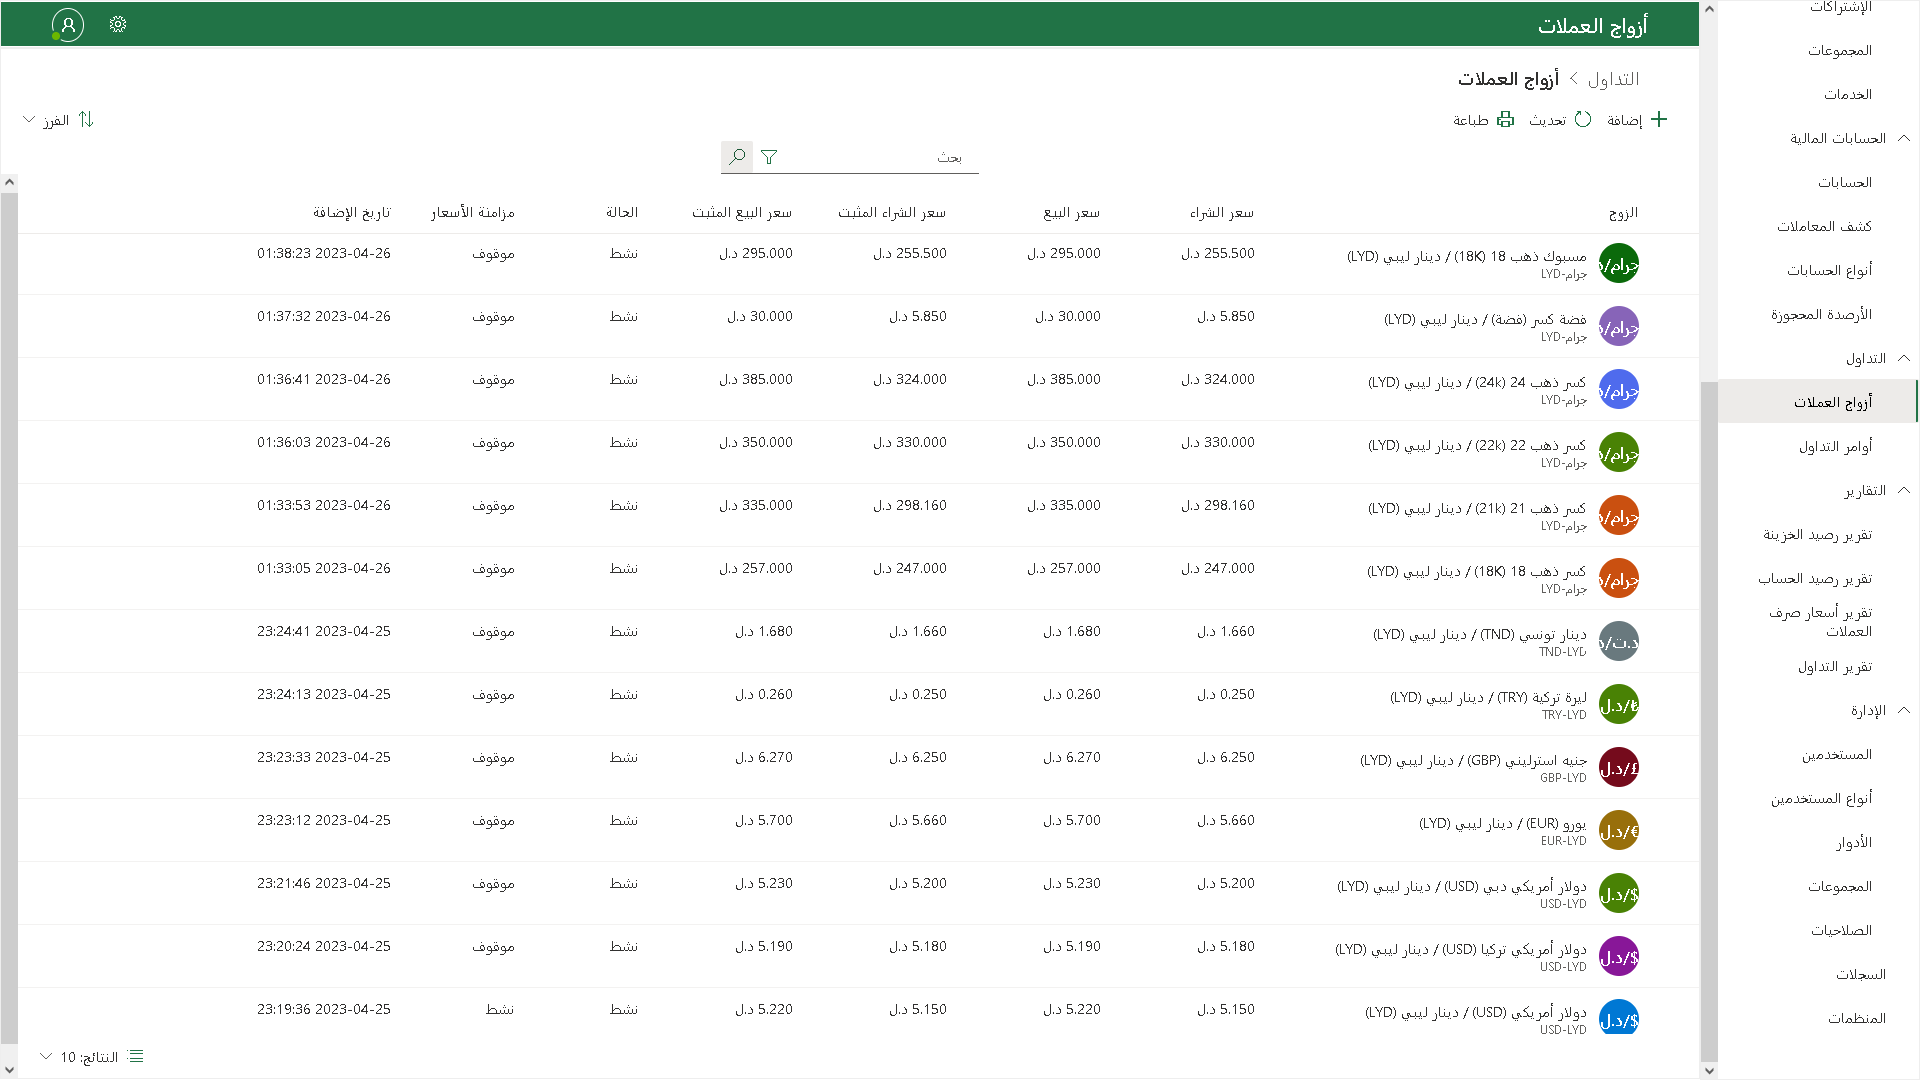 أزواج العملات
التداول > أزواج العملات
إضافة تحديث طباعة الفرز
بحث
الزوج سعر الشراء سعر البيع سعر الشراء المثبت سعر البيع المثبت الحالة مزامنة الأسعار تاريخ الإضافة
جرام/د مسبوك ذهب 18 (18K) / دينار ليبي (LYD) 255.500 د.ل 295.000 د.ل 255.500 د.ل 295.000 د.ل نشط موقوف 2023-04-26 01:38:23
جرام-LYD
جرام/د فضة كسر (فضة) / دينار ليبي (LYD) 5.850 د.ل 30.000 د.ل 5.850 د.ل 30.000 د.ل نشط موقوف 2023-04-26 01:37:32
جرام-LYD
جرام/د كسر ذهب 24 (24k) / دينار ليبي (LYD) 324.000 د.ل 385.000 د.ل 324.000 د.ل 385.000 د.ل نشط موقوف 2023-04-26 01:36:41
جرام-LYD
جرام/د كسر ذهب 22 (22k) / دينار ليبي (LYD) 330.000 د.ل 350.000 د.ل 330.000 د.ل 350.000 د.ل نشط موقوف 2023-04-26 01:36:03
جرام-LYD
جرام/د كسر ذهب 21 (21k) / دينار ليبي (LYD) 298.160 د.ل 335.000 د.ل 298.160 د.ل 335.000 د.ل نشط موقوف 2023-04-26 01:33:53
جرام-LYD
جرام/د كسر ذهب 18 (18K) / دينار ليبي (LYD) 247.000 د.ل 257.000 د.ل 247.000 د.ل 257.000 د.ل نشط موقوف 2023-04-26 01:33:05
جرام-LYD
د.ت/د دينار تونسي (TND) / دينار ليبي (LYD) 1.660 د.ل 1.680 د.ل 1.660 د.ل 1.680 د.ل نشط موقوف 2023-04-25 23:24:41
TND-LYD
₺/د.ل ليرة تركية (TRY) / دينار ليبي (LYD) 0.250 د.ل 0.260 د.ل 0.250 د.ل 0.260 د.ل نشط موقوف 2023-04-25 23:24:13
TRY-LYD
£/د.ل جنيه استرليني (GBP) / دينار ليبي (LYD) 6.250 د.ل 6.270 د.ل 6.250 د.ل 6.270 د.ل نشط موقوف 2023-04-25 23:23:33
GBP-LYD
€/د.ل يورو (EUR) / دينار ليبي (LYD) 5.660 د.ل 5.700 د.ل 5.660 د.ل 5.700 د.ل نشط موقوف 2023-04-25 23:23:12
EUR-LYD
$/د.ل دولار أمريكي دبي (USD) / دينار ليبي (LYD) 5.200 د.ل 5.230 د.ل 5.200 د.ل 5.230 د.ل نشط موقوف 2023-04-25 23:21:46
USD-LYD
$/د.ل دولار أمريكي تركيا (USD) / دينار ليبي (LYD) 5.180 د.ل 5.190 د.ل 5.180 د.ل 5.190 د.ل نشط موقوف 2023-04-25 23:20:24
USD-LYD
$/د.ل دولار أمريكي (USD) / دينار ليبي (LYD) 5.150 د.ل 5.220 د.ل 5.150 د.ل 5.220 د.ل نشط نشط 2023-04-25 23:19:36
USD-LYD
النتائج: 10
الإشتراكات
المجموعات
الخدمات
الحسابات المالية
الحسابات
كشف المعاملات
أنواع الحسابات
الأرصدة المحجوزة
التداول
أزواج العملات
أوامر التداول
التقارير
تقرير رصيد الخزينة
تقرير رصيد الحساب
تقرير أسعار صرف
العملات
تقرير التداول
الإدارة
المستخدمين
أنواع المستخدمين
الأدوار
المجموعات
الصلاحيات
السجلات
المنظمات